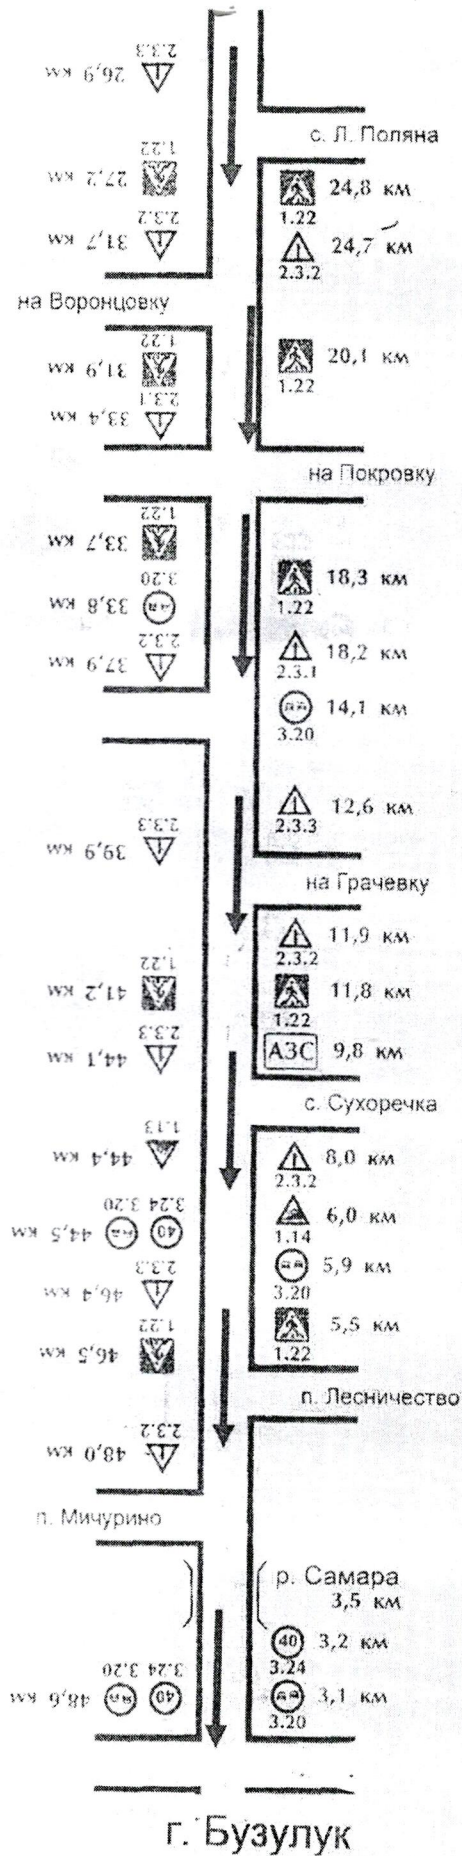 2.3.3
26,9 км
с. Л. Поляна
1.22
27,2 км
24,8 км
1.22
2.3.2
31,7 км
24,7 км
2.3.2
на Воронцовку
1.22
31,9 км
20,1 км
1.22
2.3.1
33,4 км
на Покровку
1.22
33,7 км
18,3 км
1.22
3.20
33,8 км
18,2 км
2.3.1
2.3.2
37,9 км
14,1 км
3.20
2.3.3
39,9 км
12,6 км
2.3.3
на Грачевку
11,9 км
2.3.2
1.22
41,2 км
11,8 км
1.22
2.3.3
44,1 км
АЗС 9,8 км
с. Сухоречка
1.13
44,4 км
8,0 км
2.3.2
3.24 3.20
40
44,5 км
6,0 км
1.14
2.3.3
46,4 км
5,9 км
3.20
1.22
46,5 км
5,5 км
1.22
п. Лесничество
2.3.2
48,0 км
п. Мичурино
р. Самара
3,5 км
40 3,2 км
3.24
3.24 3.20
40
48,6 км
3,1 км
3.20
г. Бузулук